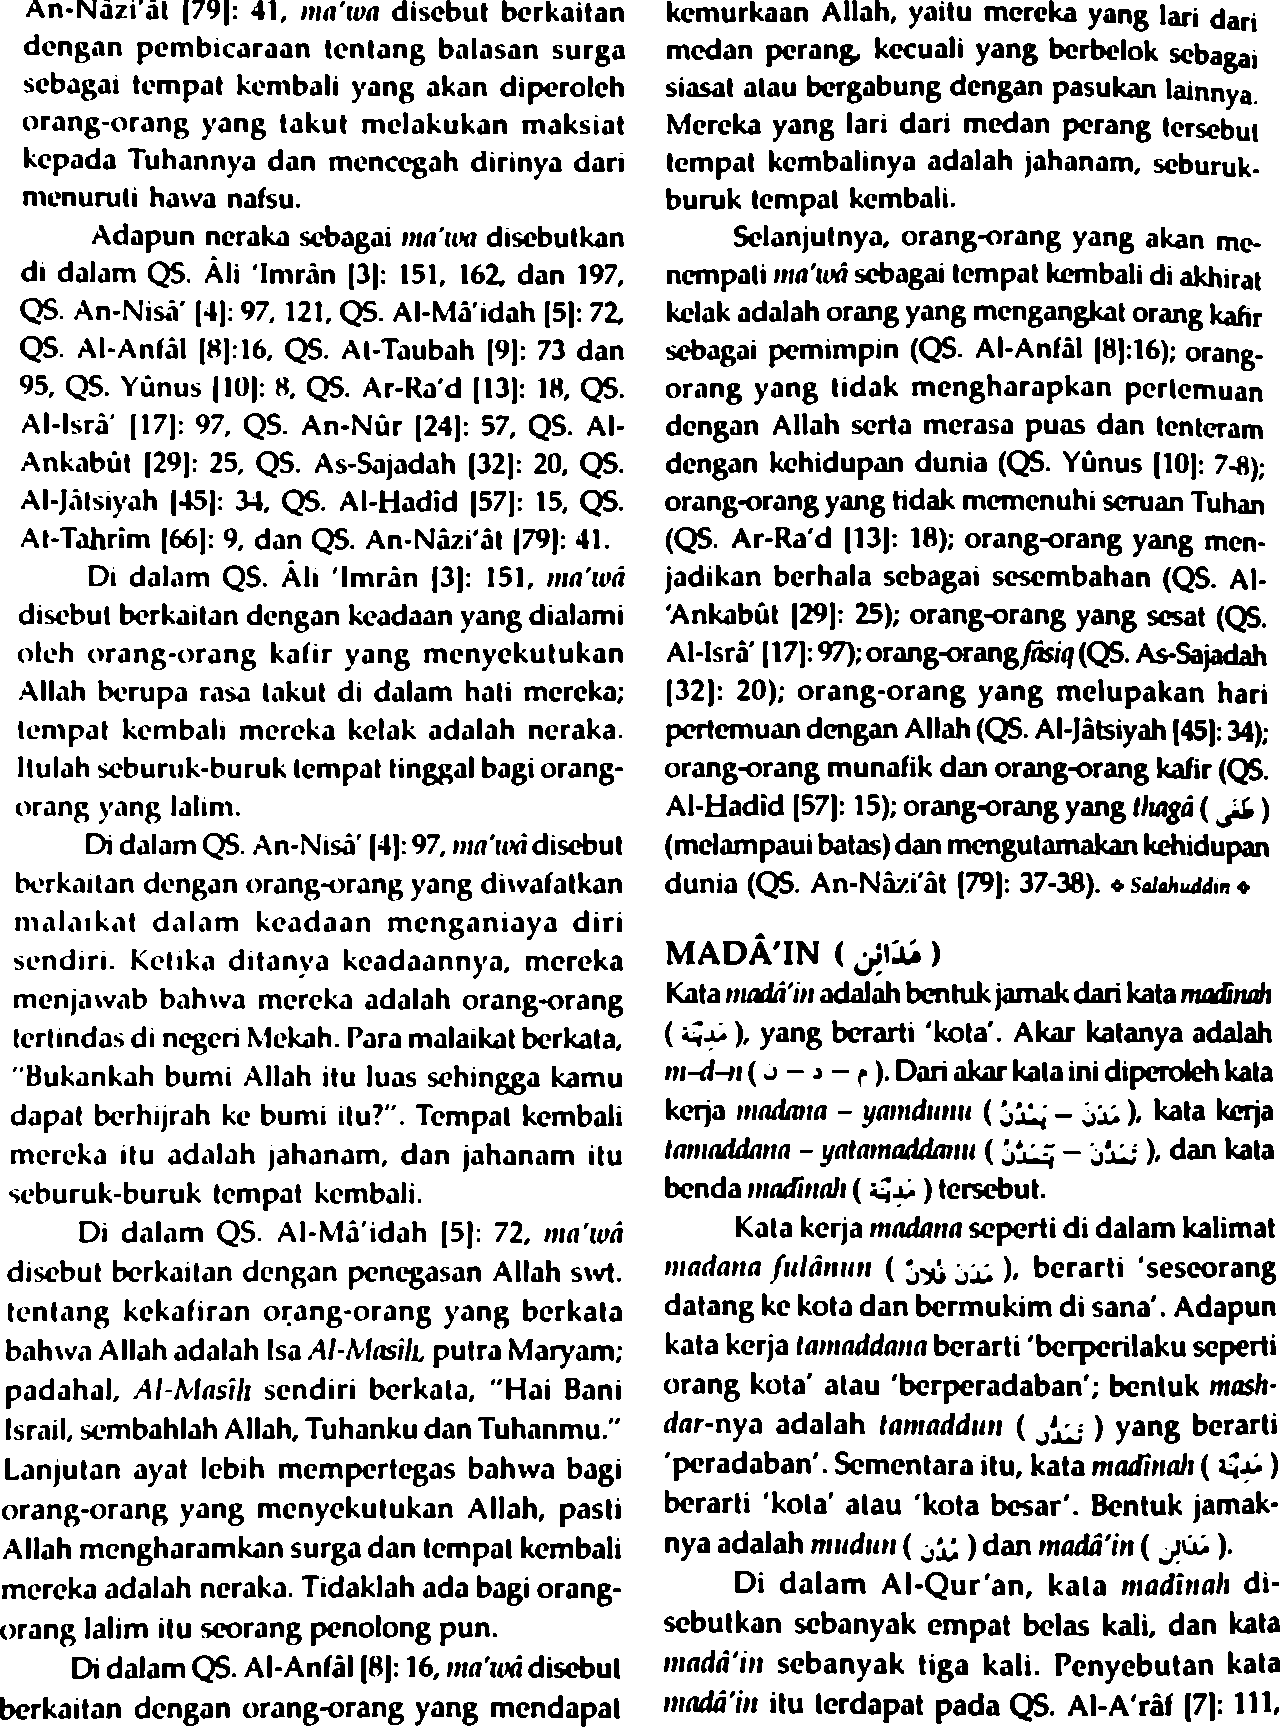 An-Nâzi'ât [79]: 41, ma'wa disebut berkaitan
dengan pembicaraan tentang balasan surga
sebagai tempat kembali yang akan diperoleh
orang-orang yang takut melakukan maksiat
kepada Tuhannya dan mencegah dirinya dari
menuruti hawa nafsu.
Adapun neraka sebagai ma'wa disebutkan
di dalam QS. Âli 'Imrân [3]: 151, 162, dan 197,
QS. An-Nisâ' [4]: 97, 121, QS. Al-Mâ'idah [5]: 72,
QS. Al-Anfâl [8]:16, QS. At-Taubah [9]: 73 dan
95, QS. Yûnus [10]: 8, QS. Ar-Ra'd [13]: 18, QS.
Al-Isrâ' [17]: 97, QS. An-Nûr [24]: 57, QS. Al-
Ankabût [29]: 25, QS. As-Sajadah [32]: 20, QS.
Al-Jâtsiyah [45]: 34, QS. Al-Hadîd [57]: 15, QS.
At-Tahrîm [66]: 9, dan QS. An-Nâzi'ât [79]: 41.
Di dalam QS. Âli 'Imrân [3]: 151, ma'wâ
disebut berkaitan dengan keadaan yang dialami
oleh orang-orang kafir yang menyekutukan
Allah berupa rasa takut di dalam hati mereka;
tempat kembali mereka kelak adalah neraka.
Itulah seburuk-buruk tempat tinggal bagi orang-
orang yang lalim.
Di dalam QS. An-Nisâ' [4]: 97, ma'wâ disebut
berkaitan dengan orang-orang yang diwafatkan
malaikat dalam keadaan menganiaya diri
sendiri. Ketika ditanya keadaannya, mereka
menjawab bahwa mereka adalah orang-orang
tertindas di negeri Mekah. Para malaikat berkata,
"Bukankah bumi Allah itu luas sehingga kamu
dapat berhijrah ke bumi itu?". Tempat kembali
mereka itu adalah jahanam, dan jahanam itu
seburuk-buruk tempat kembali.
Di dalam QS. Al-Mâ'idah [5]: 72, ma'wâ
disebut berkaitan dengan penegasan Allah swt.
tentang kekafiran orang-orang yang berkata
bahwa Allah adalah Isa Al-Masîh, putra Maryam;
padahal, Al-Masîh sendiri berkata, "Hai Bani
Israil, sembahlah Allah, Tuhanku dan Tuhanmu."
Lanjutan ayat lebih mempertegas bahwa bagi
orang-orang yang menyekutukan Allah, pasti
Allah mengharamkan surga dan tempat kembali
mereka adalah neraka. Tidaklah ada bagi orang-
orang lalim itu seorang penolong pun.
Di dalam QS. Al-Anfâl [8]: 16, ma'wâ disebut
berkaitan dengan orang-orang yang mendapat
kemurkaan Allah, yaitu mereka yang lari dari
medan perang, kecuali yang berbelok sebagai
siasat atau bergabung dengan pasukan lainnya.
Mereka yang lari dari medan perang tersebut
tempat kembalinya adalah jahanam, seburuk-
buruk tempat kembali.
Selanjutnya, orang-orang yang akan me-
nempati ma'wâ sebagai tempat kembali di akhirat
kelak adalah orang yang mengangkat orang kafir
sebagai pemimpin (QS. Al-Anfâl [8]:16); orang-
orang yang tidak mengharapkan pertemuan
dengan Allah serta merasa puas dan tenteram
dengan kehidupan dunia (QS. Yûnus [10]: 7-8);
orang-orang yang tidak memenuhi seruan Tuhan
(QS. Ar-Ra'd [13]: 18); orang-orang yang men-
jadikan berhala sebagai sesembahan (QS. Al-
'Ankabût [29]: 25); orang-orang yang sesat (QS.
Al-Isrâ' [17]: 97); orang-orang fâsiq (QS. As-Sajadah
[32]: 20); orang-orang yang melupakan hari
pertemuan dengan Allah (QS. Al-Jâtsiyah [45]: 34);
orang-orang munafik dan orang-orang kafir (QS.
Al-Hadîd [57]: 15); orang-orang yang thagâ ( طَغَى )
(melampaui batas) dan mengutamakan kehidupan
dunia (QS. An-Nâzi'ât [79]: 37-38). ❖ Salahuddin ❖
MADÂ'IN ( مَدَائِن )
Kata madâ'in adalah bentuk jamak dari kata madînah
( مَدِيْنَة ), yang berarti 'kota'. Akar katanya adalah
m-d-n ( م – د – ن ). Dari akar kata ini diperoleh kata
kerja madana – yamdunu ( مَدَنَ – يَمْدُنُ ), kata kerja
tamaddana – yatamaddanu ( تَمَدَّنَ – يَتَمَدَّنُ ), dan kata
benda madînah ( مَدِيْنَة ) tersebut.
Kata kerja madana seperti di dalam kalimat
madana fulânun ( مَدَنَ فُلَانٌ ), berarti 'seseorang
datang ke kota dan bermukim di sana'. Adapun
kata kerja tamaddana berarti 'berperilaku seperti
orang kota' atau 'berperadaban'; bentuk mash-
dar-nya adalah tamaddun ( تَمَدُّن ) yang berarti
'peradaban'. Sementara itu, kata madînah ( مَدِيْنَة )
berarti 'kota' atau 'kota besar'. Bentuk jamak-
nya adalah mudun ( مُدُن ) dan madâ'in ( مَدَائِن ).
Di dalam Al-Qur'an, kata madînah di-
sebutkan sebanyak empat belas kali, dan kata
madâ'in sebanyak tiga kali. Penyebutan kata
madâ'in itu terdapat pada QS. Al-A'râf [7]: 111,